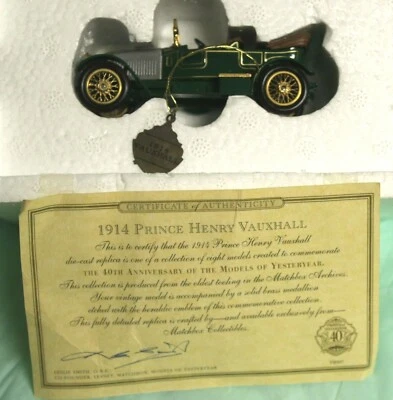 1914
VAUXHALL
CERTIFICATE of AUTHENTICITY
1914 PRINCE HENRY VAUXHALL
This is to certify that the 1914 Prince Henry Vauxhall
die-cast replica is one of a collection of eight models created to commemorate
THE 40TH ANNIVERSARY OF THE MODELS OF YESTERYEAR.
This collection is produced from the oldest tooling in the Matchbox Archives.
Your vintage model is accompanied by a solid brass medallion
etched with the heraldic emblem of this commemorative collection.
This fully detailed replica is crafted by—and available exclusively from—
Matchbox Collectibles.
40